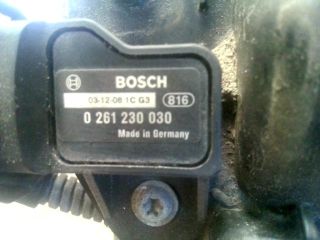 BOSCH
03-12-08 1C G3 816
0 261 230 030
Made in Germany